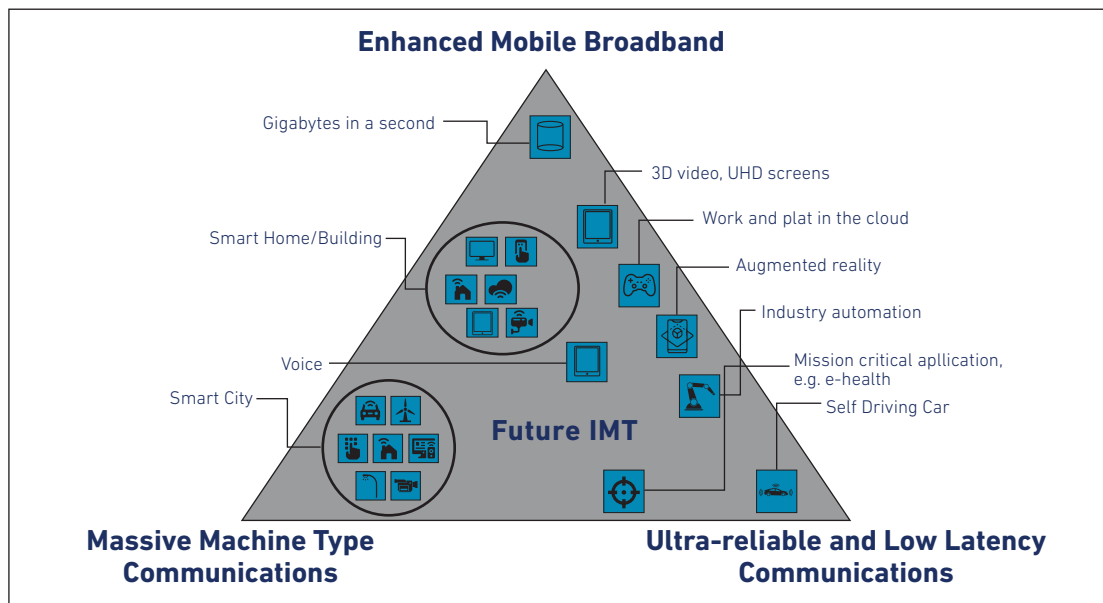 Enhanced Mobile Broadband
Gigabytes in a second
3D video, UHD screens
Work and plat in the cloud
Smart Home/Building
Augmented reality
Industry automation
Voice
Mission critical apllication,
e.g. e-health
Smart City
Self Driving Car
Future IMT
Massive Machine Type
Communications
Ultra-reliable and Low Latency
Communications